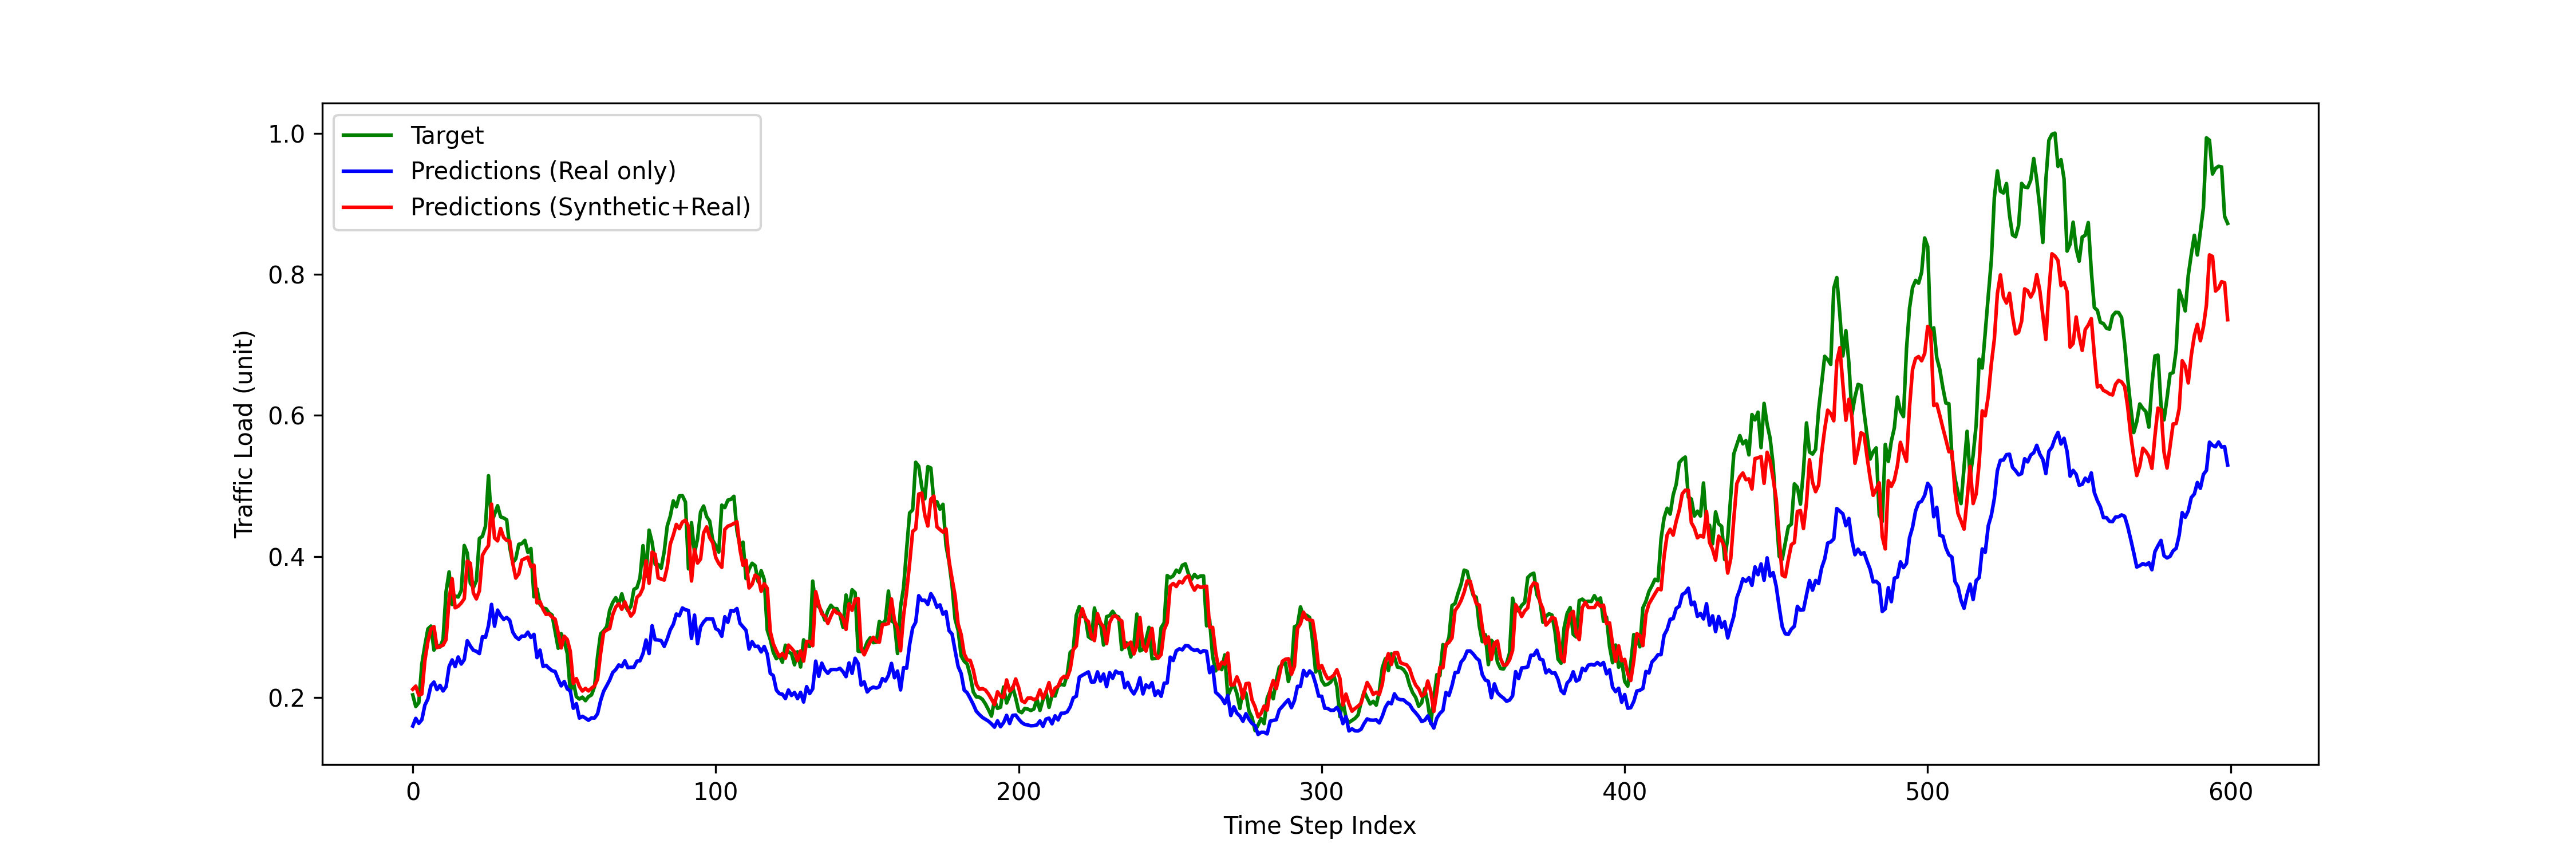 Target
Predictions (Real only)
Predictions (Synthetic+Real)
1.0
0.8
0.6
0.4
0.2
Traffic Load (unit)
0 100 200 300 400 500 600
Time Step Index